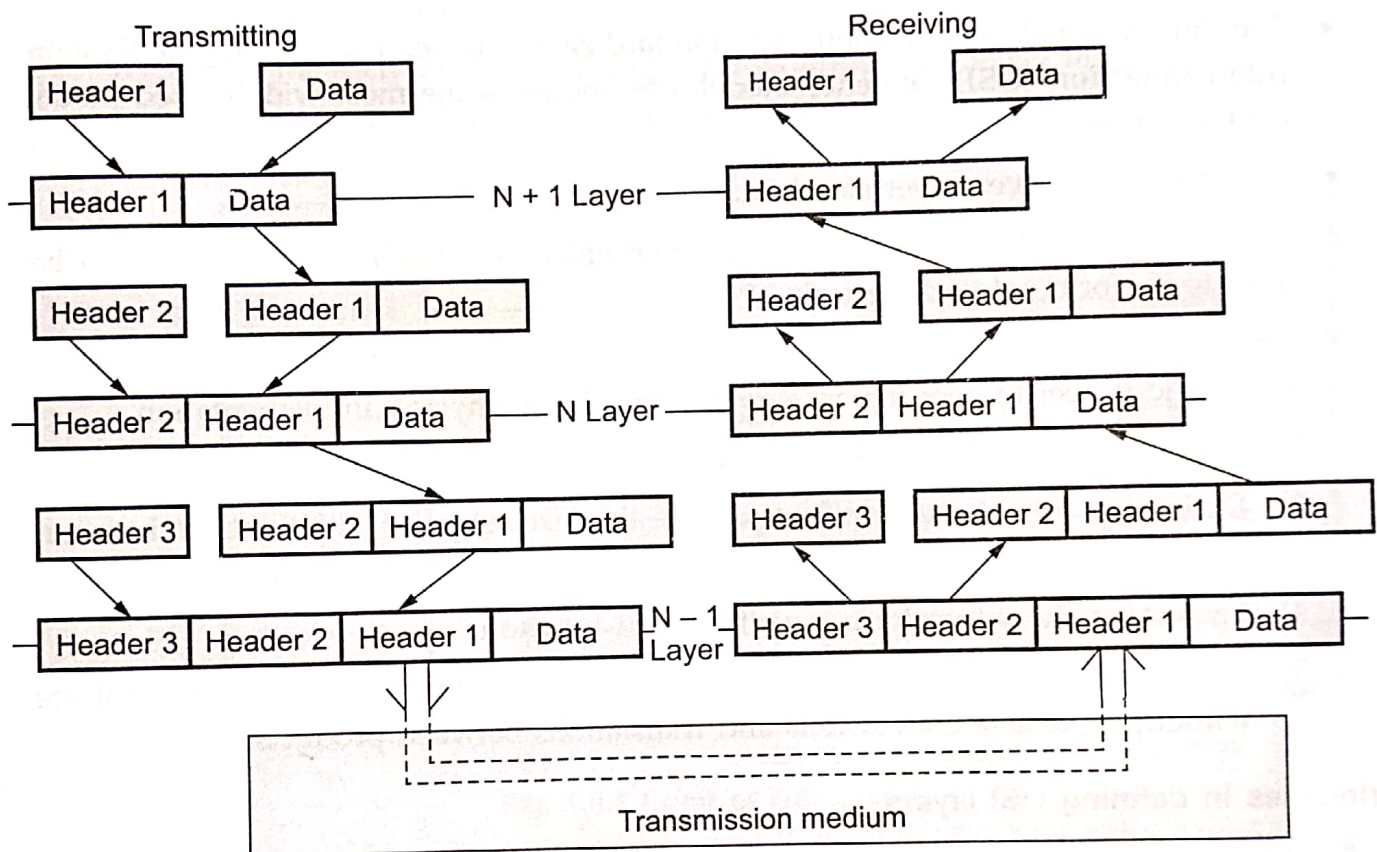 Transmitting
Receiving
Header 1 Data
Header 1 Data
Header 1 Data
N + 1 Layer
Header 1 Data
Header 2 Header 1 Data
Header 2 Header 1 Data
Header 2 Header 1 Data
N Layer
Header 2 Header 1 Data
Header 3 Header 2 Header 1 Data
Header 3 Header 2 Header 1 Data
Header 3 Header 2 Header 1 Data
N – 1
Layer
Header 3 Header 2 Header 1 Data
Transmission medium